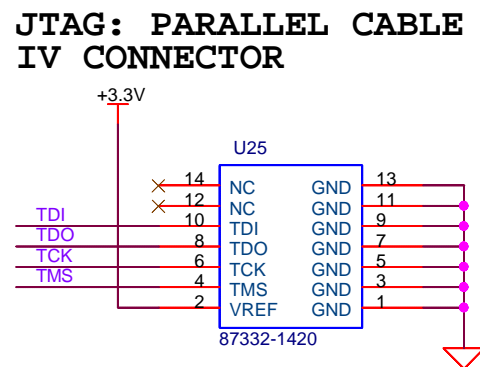 JTAG: PARALLEL CABLE
IV CONNECTOR
+3.3V
U25
14 NC GND 13
12 NC GND 11
TDI 10 TDI GND 9
TDO 8 TDO GND 7
TCK 6 TCK GND 5
TMS 4 TMS GND 3
2 VREF GND 1
87332-1420